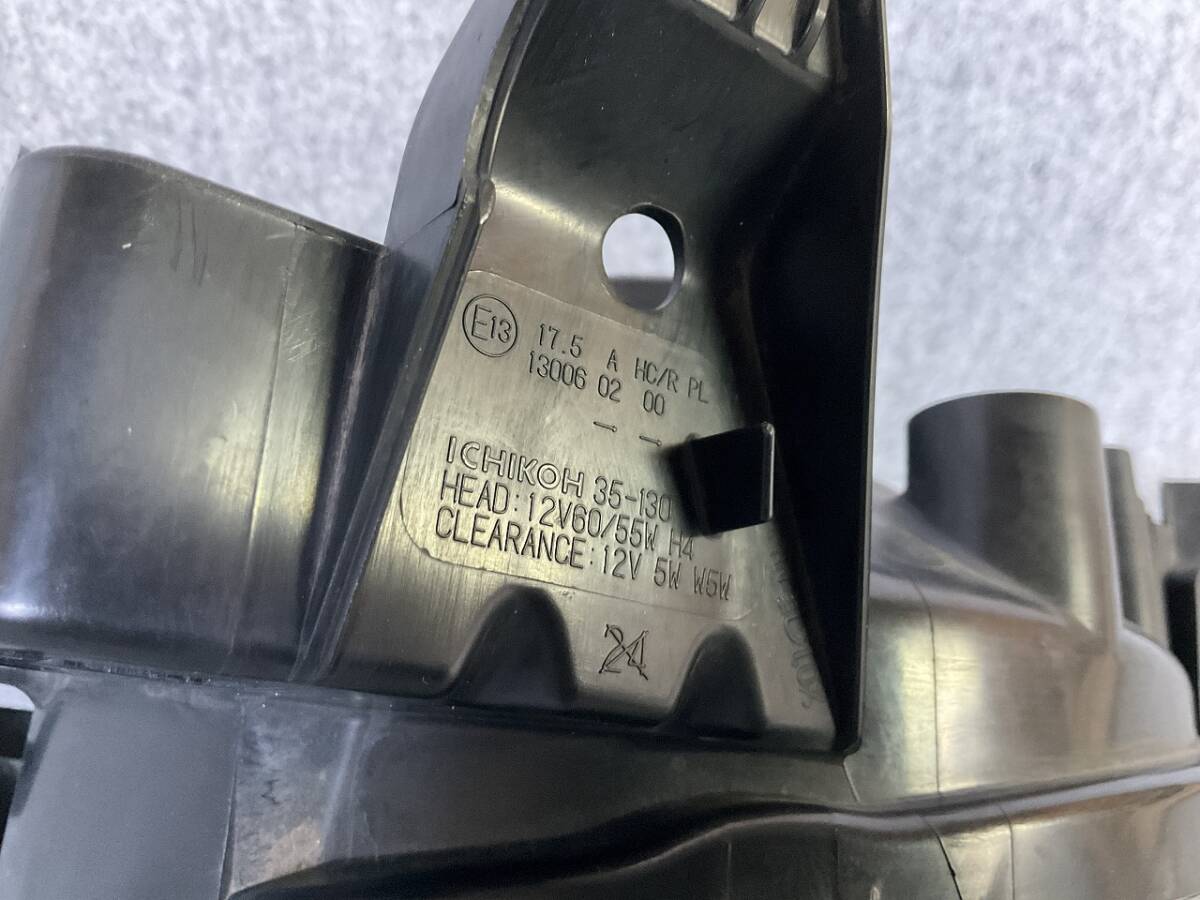 E13
17.5 A HC/R PL
13006 02 00
→ →
ICHIKOH 35-130
HEAD:12V60/55W H4
CLEARANCE:12V 5W W5W
24